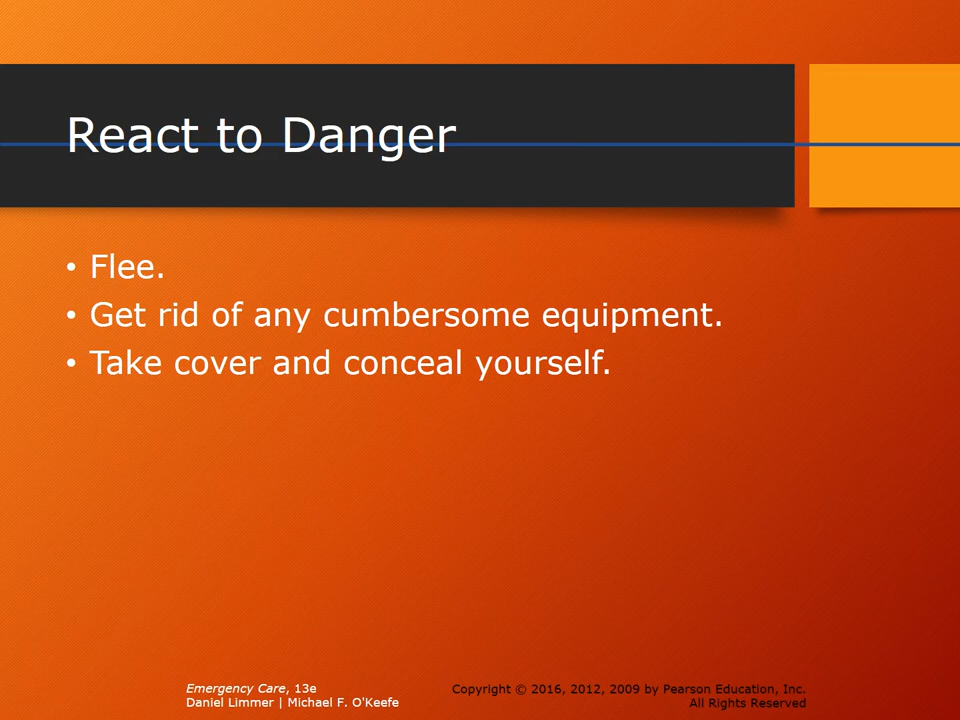 React to Danger
• Flee.
• Get rid of any cumbersome equipment.
• Take cover and conceal yourself.
Emergency Care, 13e
Daniel Limmer | Michael F. O'Keefe
Copyright © 2016, 2012, 2009 by Pearson Education, Inc.
All Rights Reserved